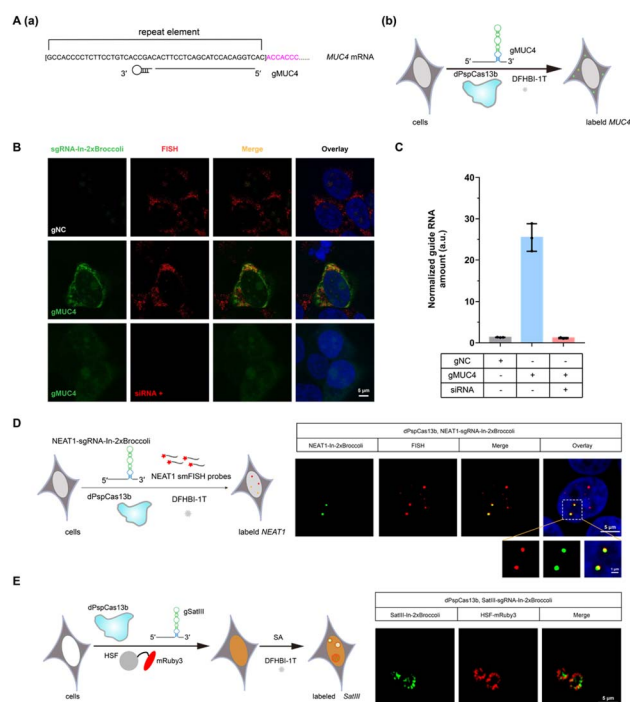 A (a)
repeat element
[GCCACCCCTCTTCCTGTCACCGACACTTCCTCAGCATCCACAGGTCAC]ACCACCC......
MUC4 mRNA
3'
5'
gMUC4
(b)
gMUC4
5'
3'
dPspCas13b
DFHBI-1T
cells
labeld MUC4
B
sgRNA-In-2xBroccoli
FISH
Merge
Overlay
gNC
gMUC4
gMUC4
siRNA +
5 μm
C
Normalized guide RNA
amount (a.u.)
40
30
20
10
0
gNC + - -
gMUC4 - + +
siRNA - - +
D
NEAT1-sgRNA-In-2xBroccoli
5'
3'
NEAT1 smFISH probes
dPspCas13b
DFHBI-1T
cells
labeld NEAT1
dPspCas13b, NEAT1-sgRNA-In-2xBroccoli
NEAT1-In-2xBroccoli
FISH
Merge
Overlay
5 μm
1 μm
E
dPspCas13b
gSatIII
5'
3'
HSF
mRuby3
SA
DFHBI-1T
cells
labeled SatIII
dPspCas13b, SatIII-sgRNA-In-2xBroccoli
SatIII-In-2xBroccoli
HSF-mRuby3
Merge
5 μm